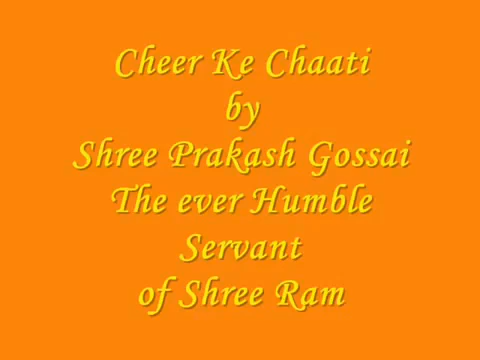 Cheer Ke Chaati
by
Shree Prakash Gossai
The ever Humble
Servant
of Shree Ram